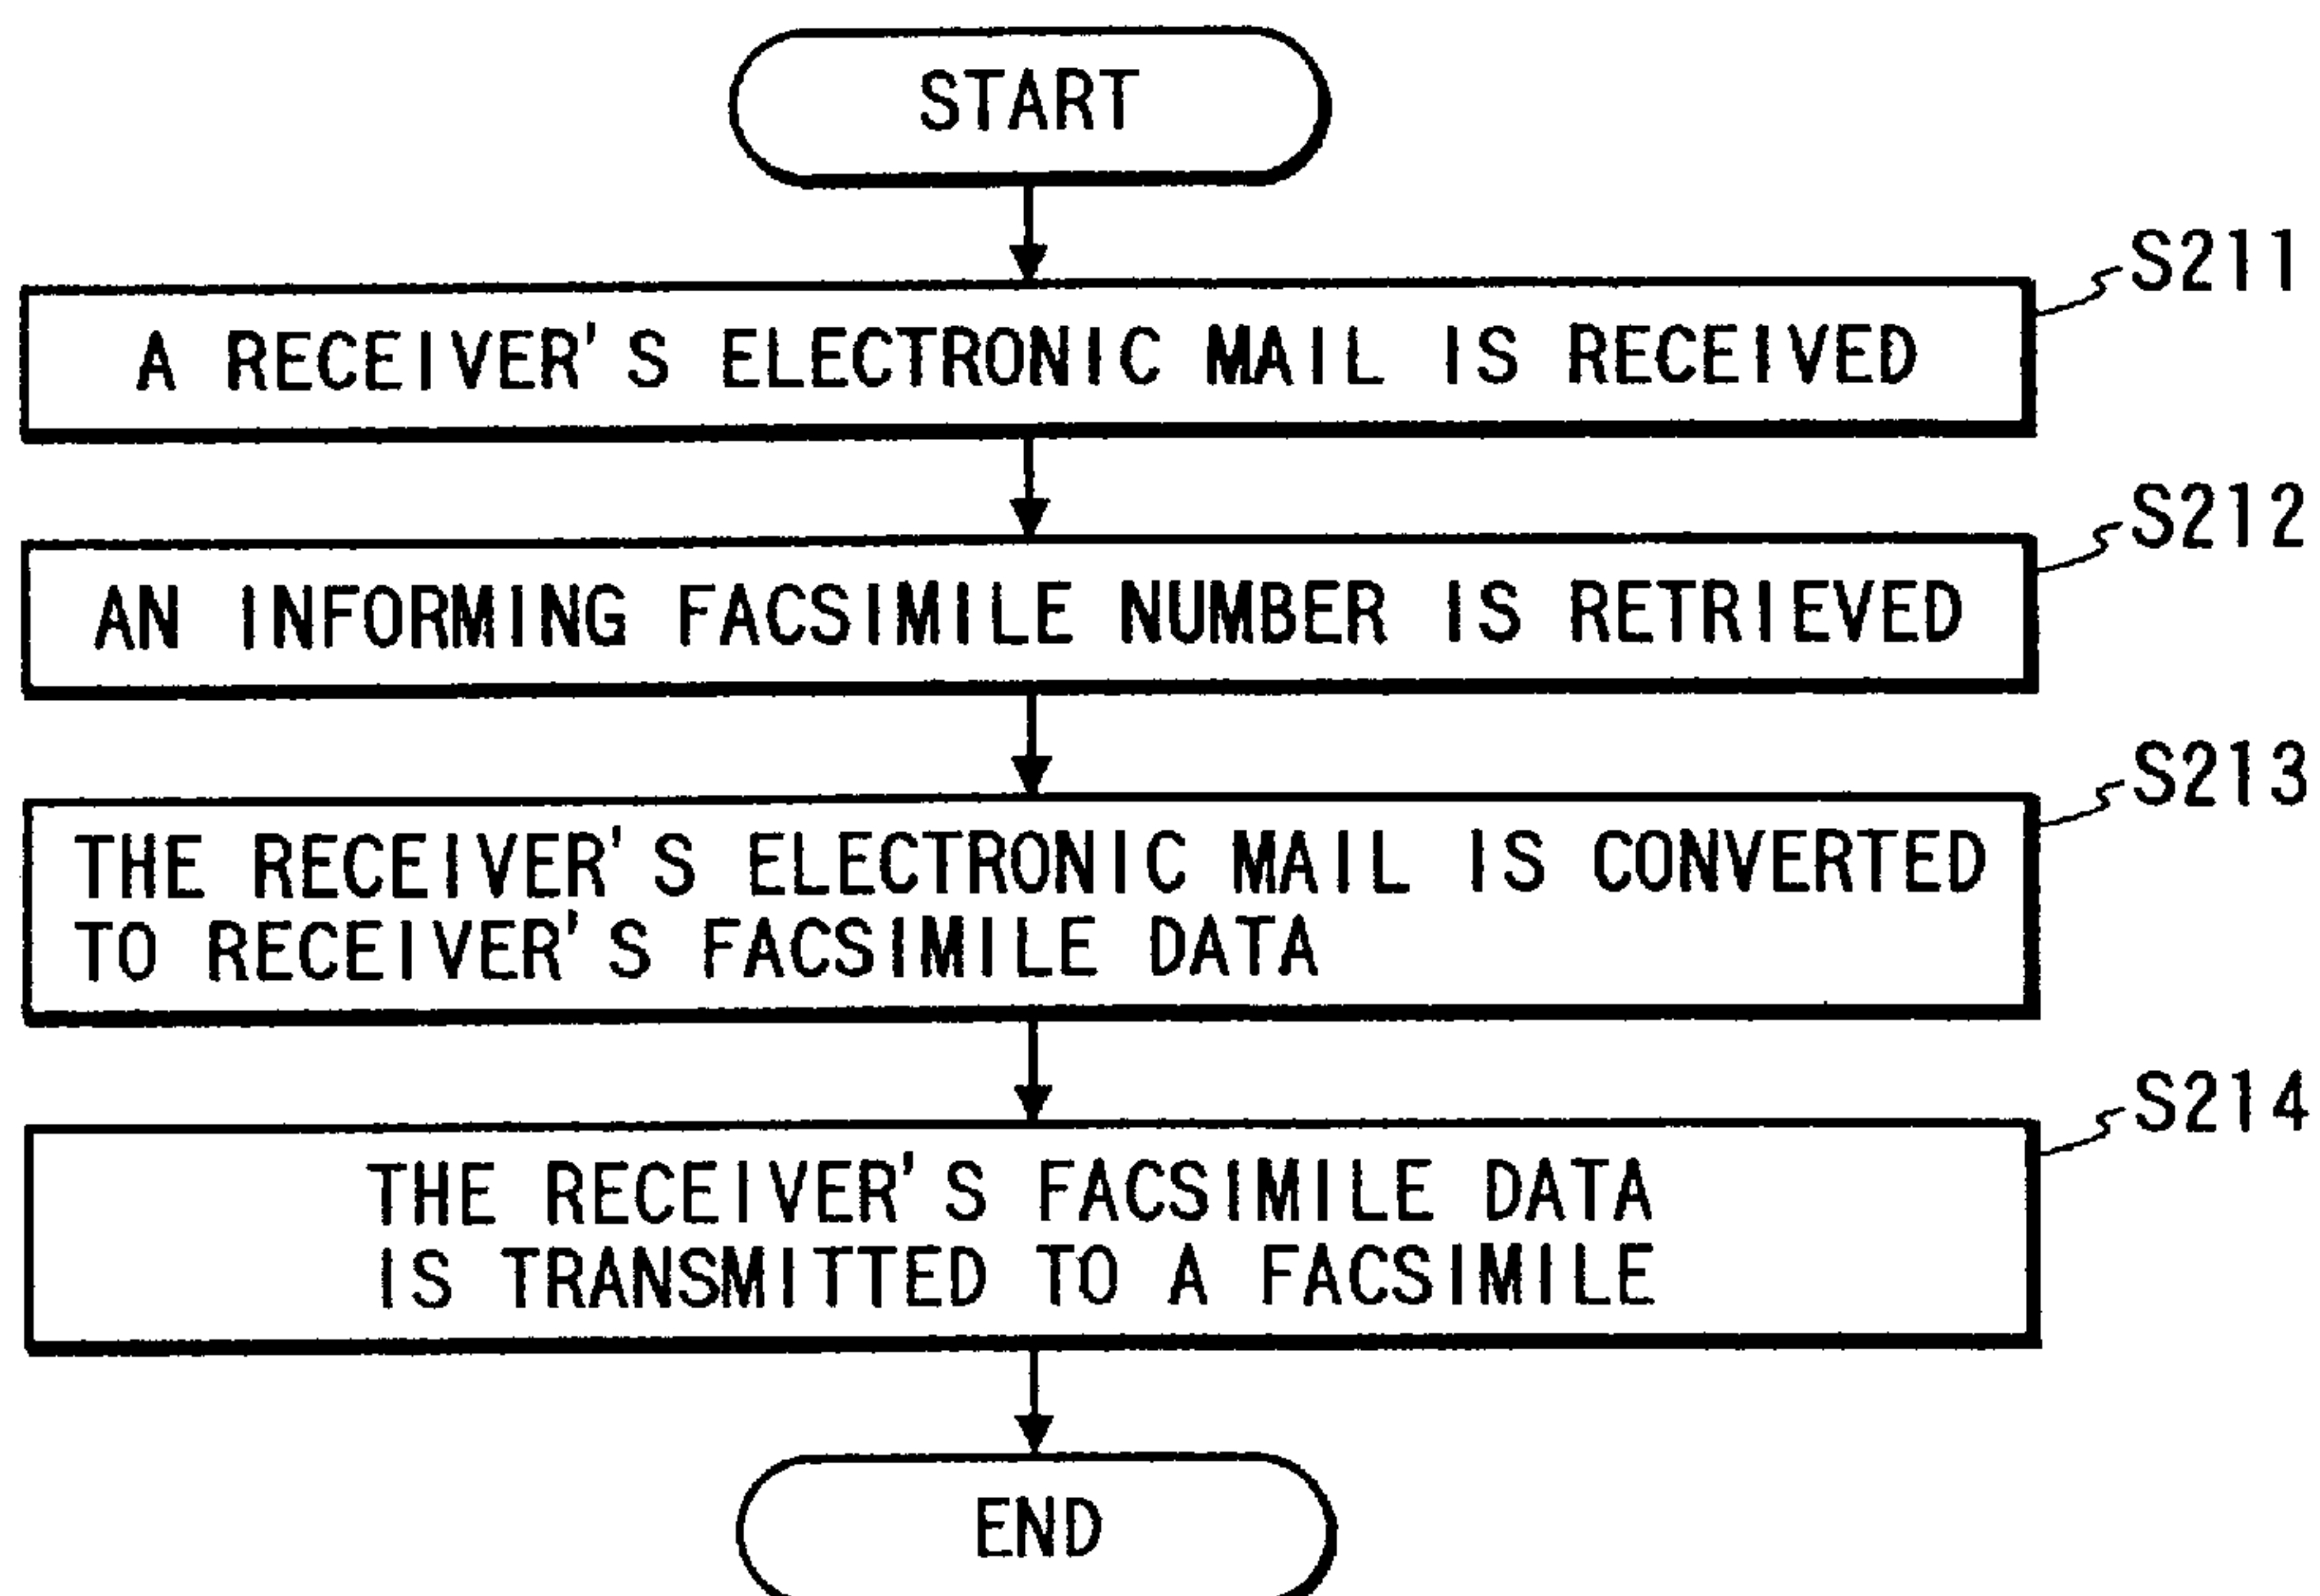 START
S211
A RECEIVER'S ELECTRONIC MAIL IS RECEIVED
S212
AN INFORMING FACSIMILE NUMBER IS RETRIEVED
S213
THE RECEIVER'S ELECTRONIC MAIL IS CONVERTED
TO RECEIVER'S FACSIMILE DATA
S214
THE RECEIVER'S FACSIMILE DATA
IS TRANSMITTED TO A FACSIMILE
END